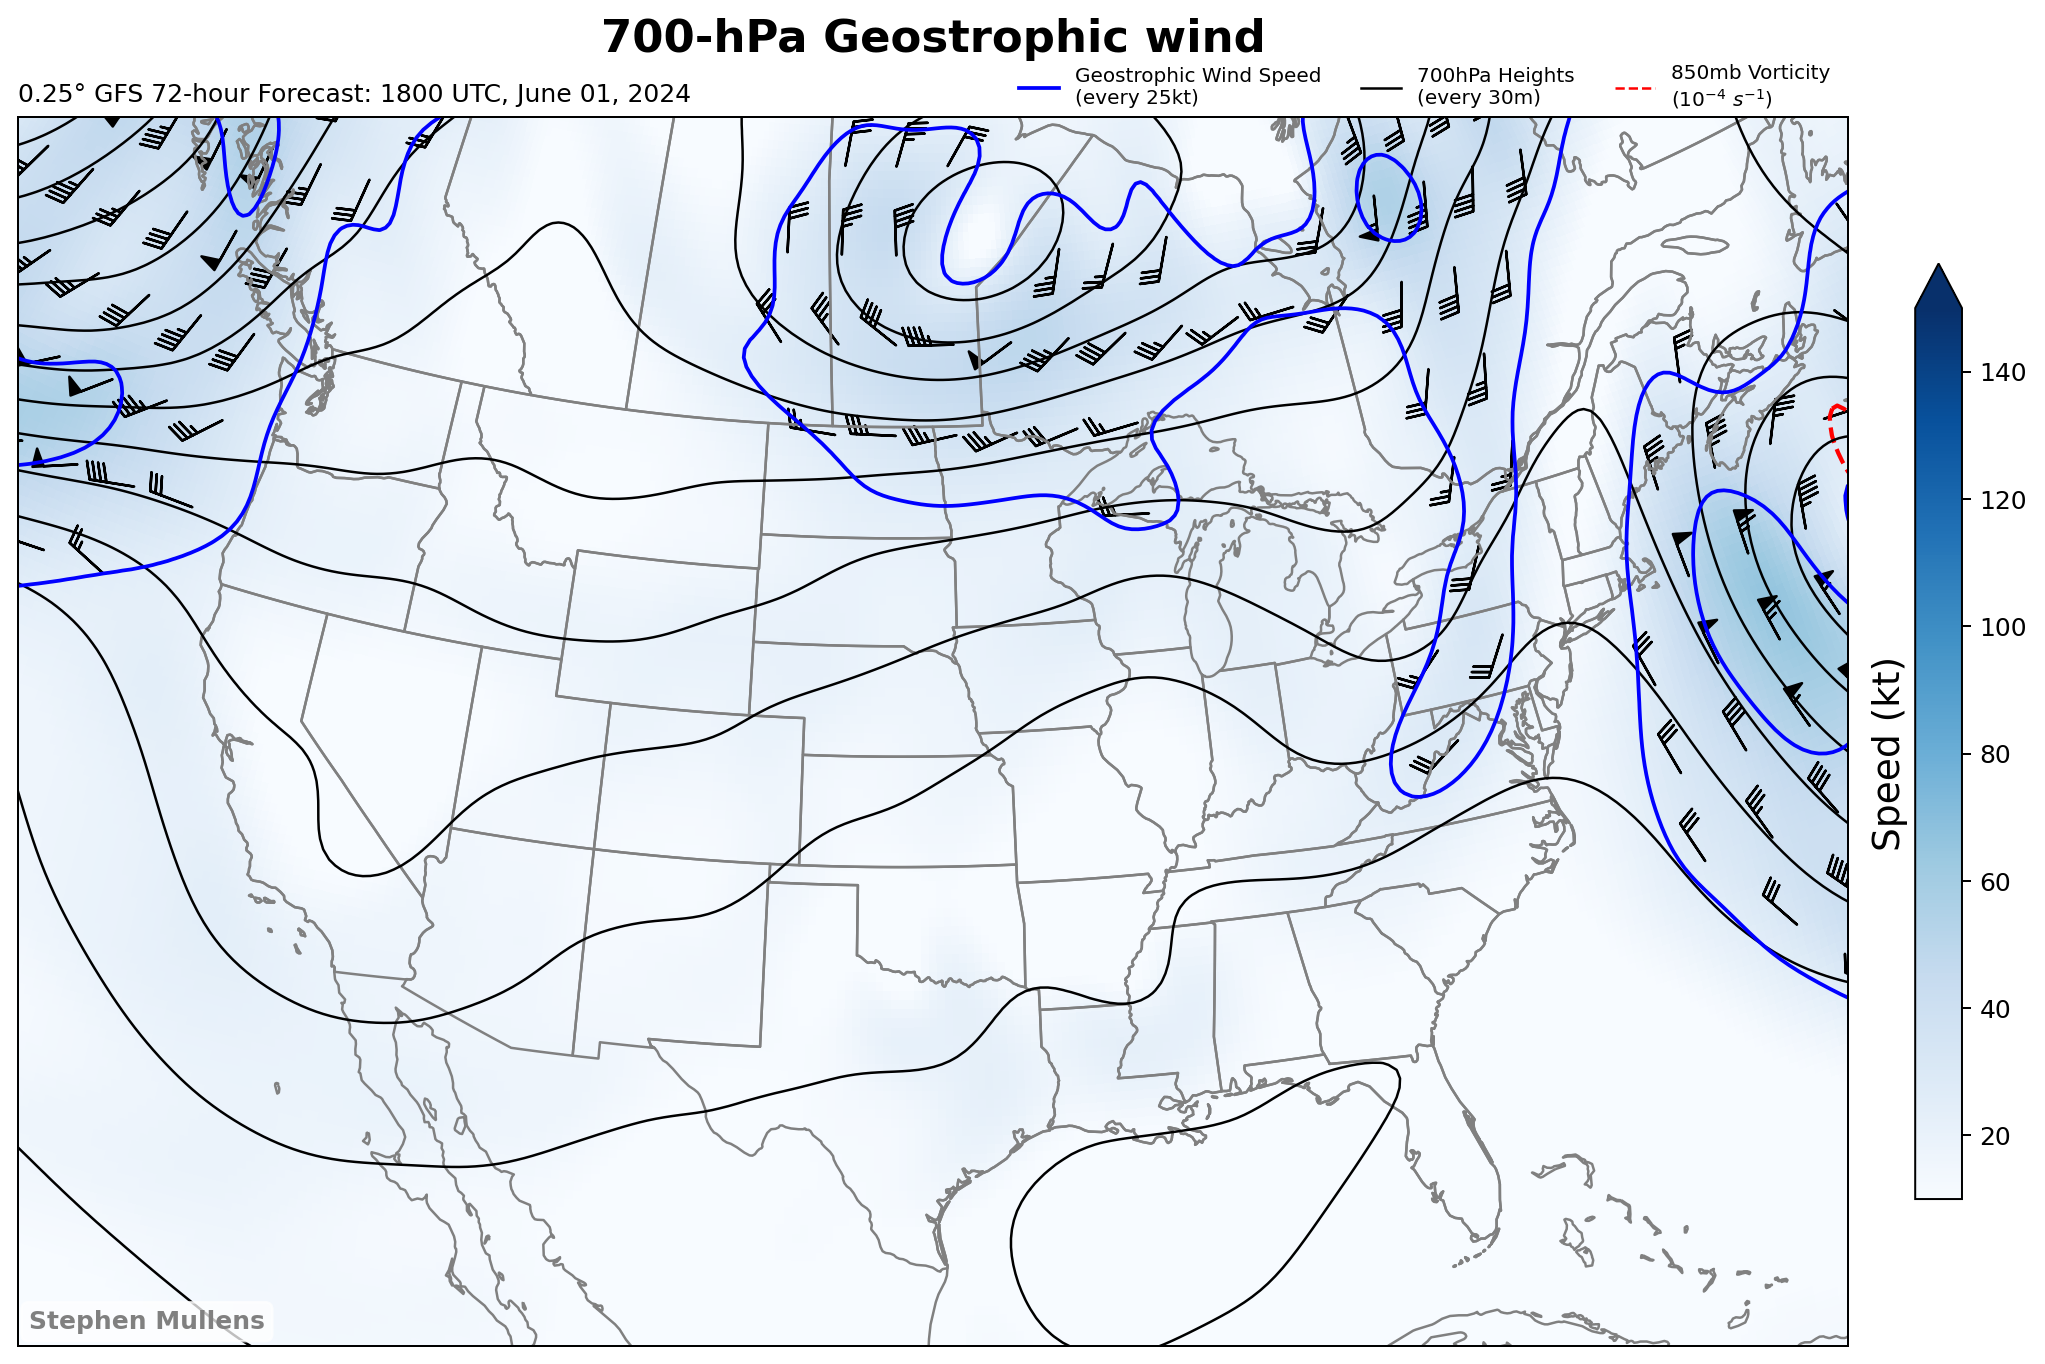 700-hPa Geostrophic wind
0.25° GFS 72-hour Forecast: 1800 UTC, June 01, 2024
Geostrophic Wind Speed
(every 25kt)
700hPa Heights
(every 30m)
850mb Vorticity
(10⁻⁴ s⁻¹)
140
120
100
80
60
40
20
Speed (kt)
Stephen Mullens